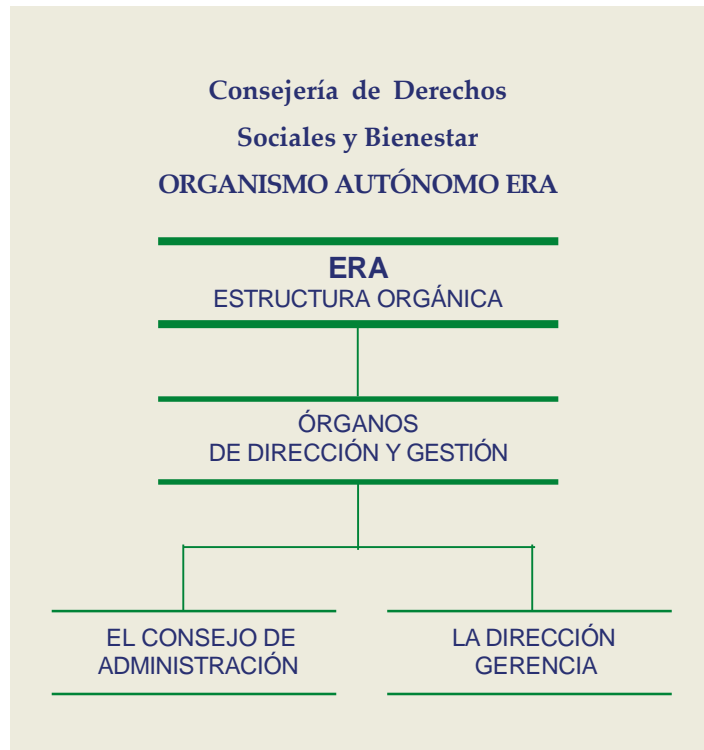 Consejería de Derechos
Sociales y Bienestar
ORGANISMO AUTÓNOMO ERA
ERA
ESTRUCTURA ORGÁNICA
ÓRGANOS
DE DIRECCIÓN Y GESTIÓN
EL CONSEJO DE
ADMINISTRACIÓN
LA DIRECCIÓN
GERENCIA